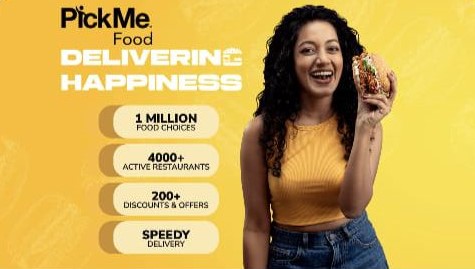 PickMe
Food
DELIVERING
HAPPINESS
1 MILLION
FOOD CHOICES
4000+
ACTIVE RESTAURANTS
200+
DISCOUNTS & OFFERS
SPEEDY
DELIVERY